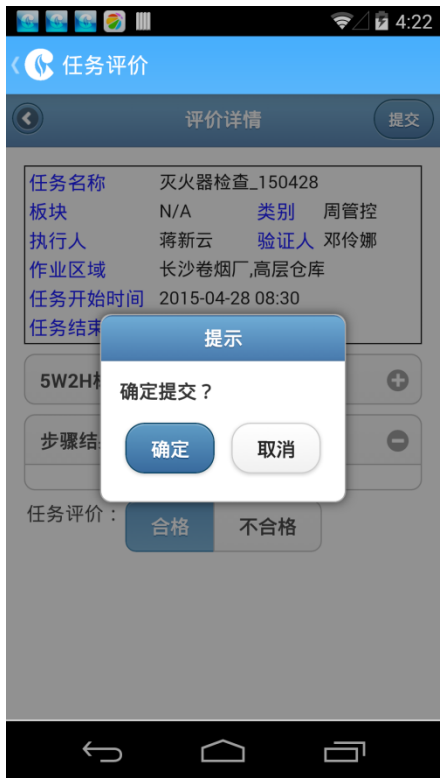 4:22
任务评价
评价详情
提交
任务名称 灭火器检查_150428
板块 N/A 类别 周管控
执行人 蒋新云 验证人 邓伶娜
作业区域 长沙卷烟厂,高层仓库
任务开始时间 2015-04-28 08:30
任务结束
提示
5W2H
确定提交？
步骤结
确定 取消
任务评价： 合格 不合格